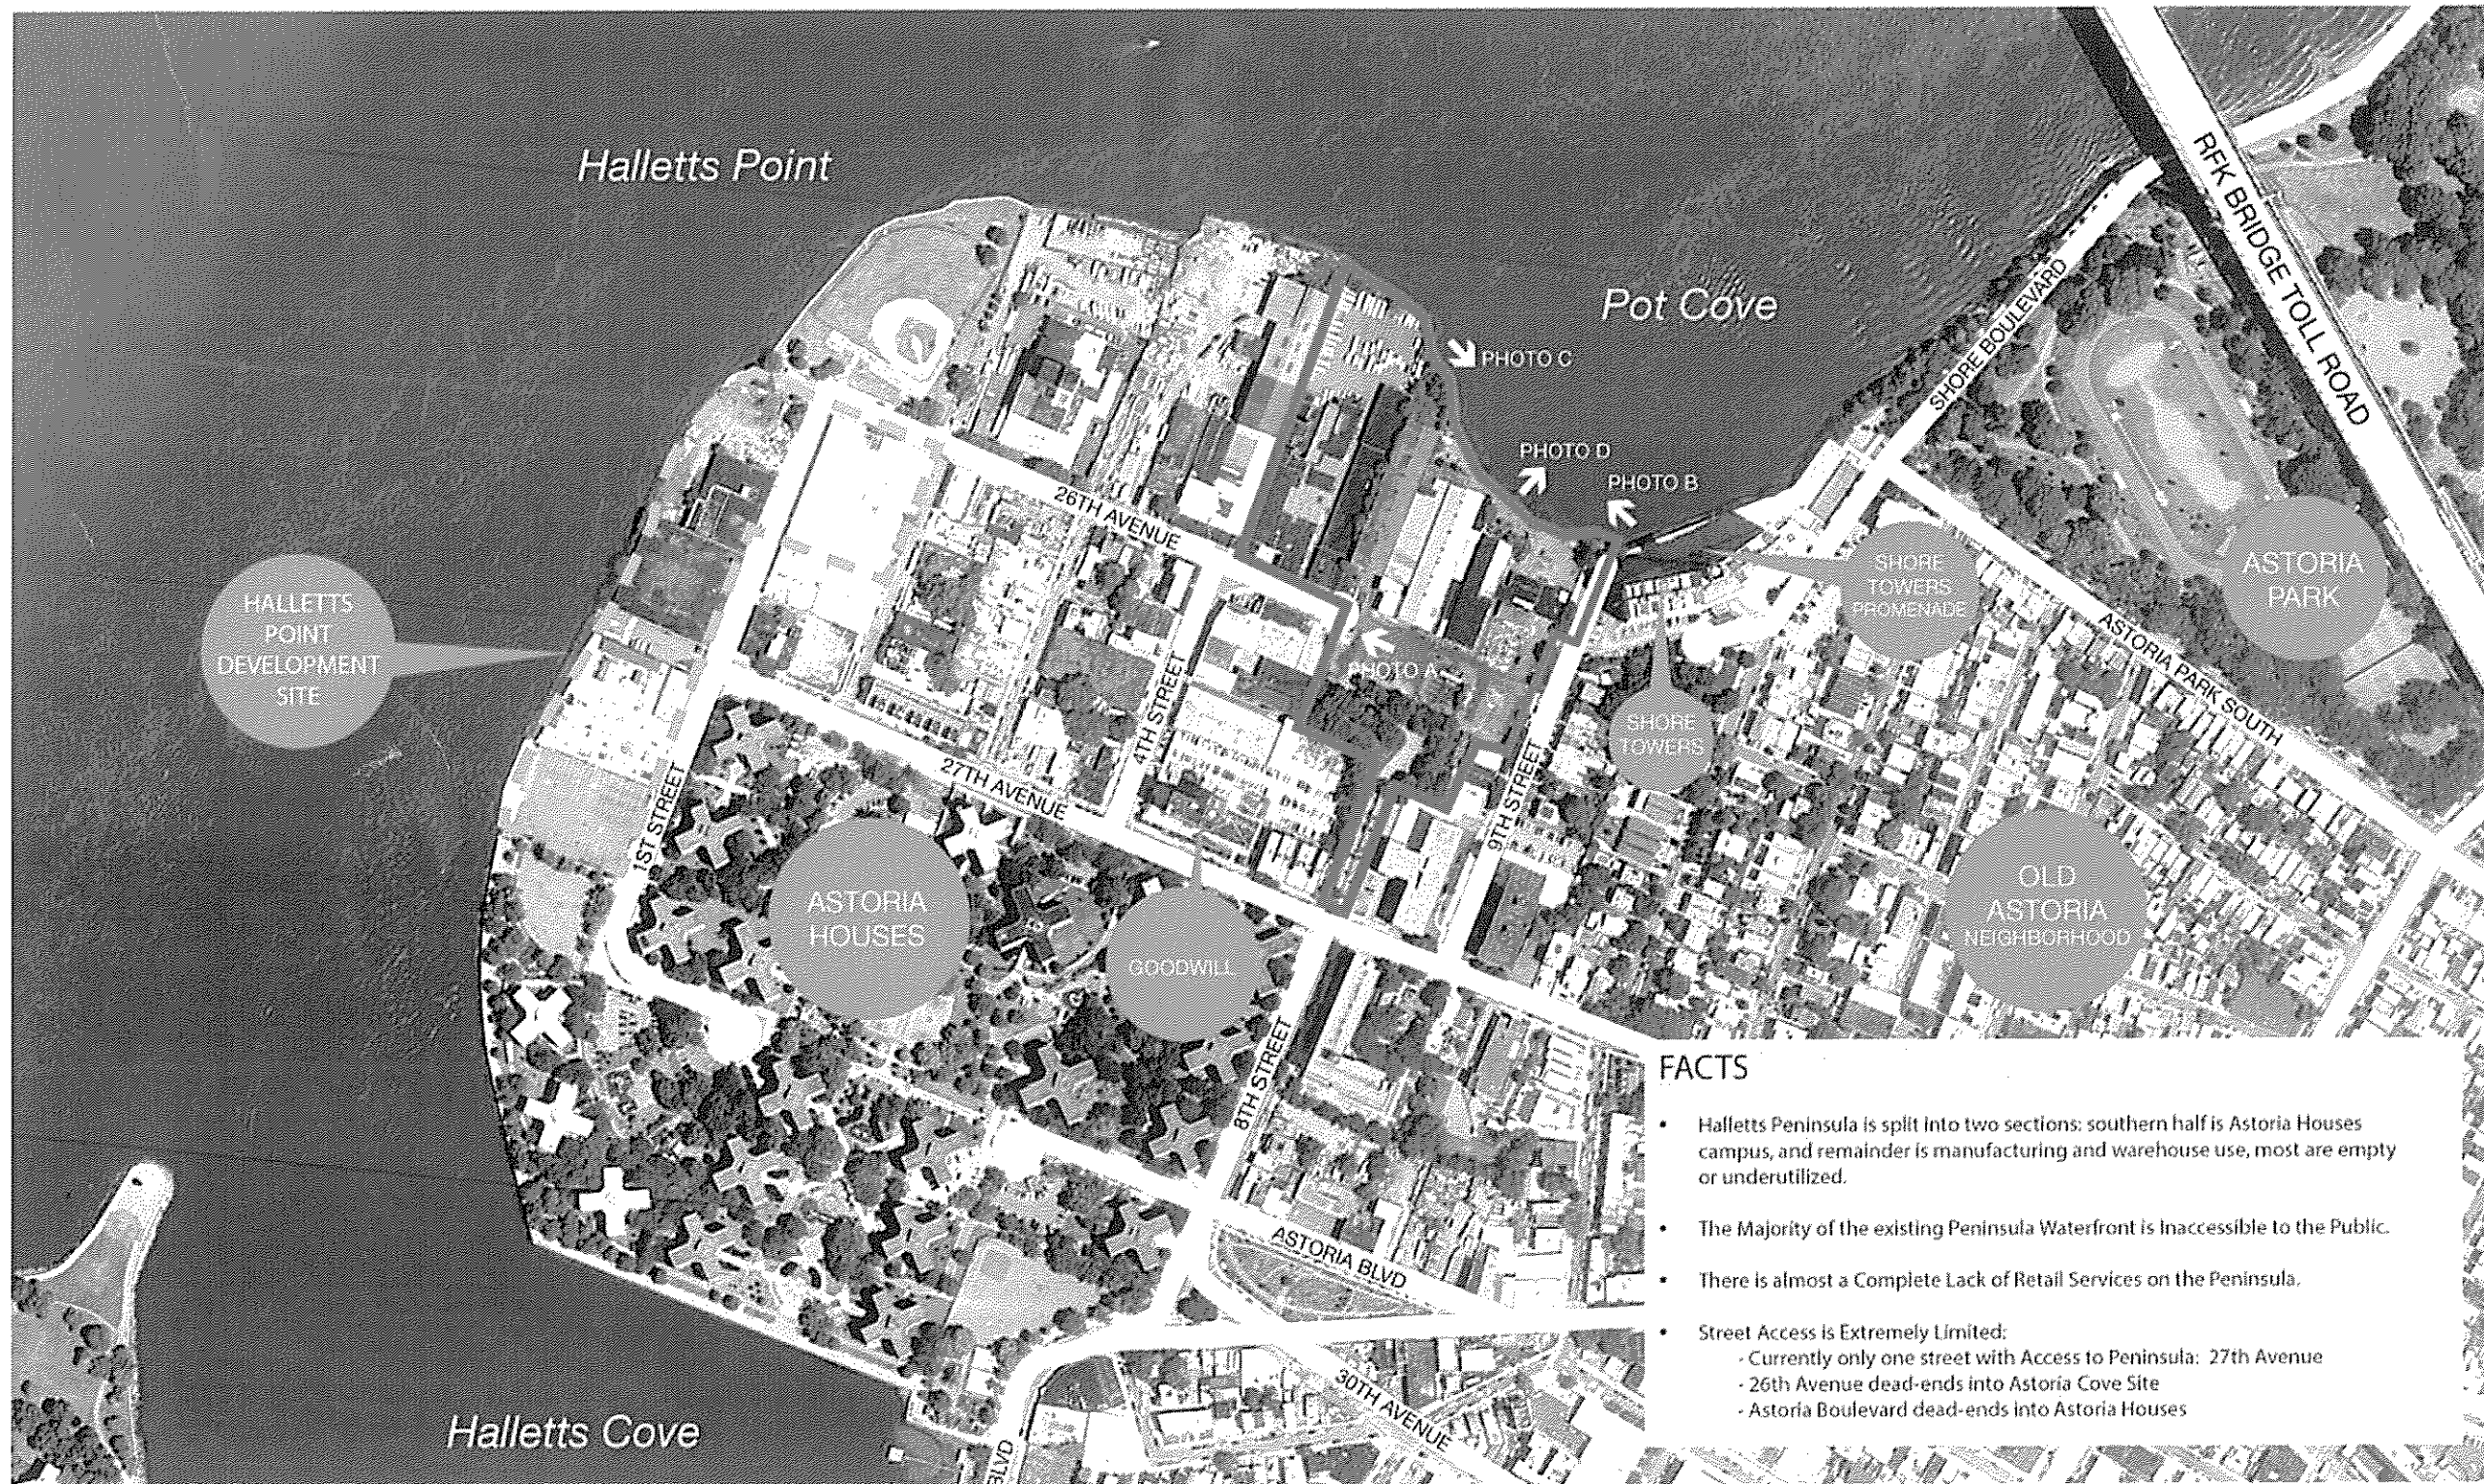 Halletts Point
RFK BRIDGE TOLL ROAD
Pot Cove
SHORE BOULEVARD
PHOTO C
PHOTO D
PHOTO B
26TH AVENUE
HALLETTS
POINT
DEVELOPMENT
SITE
SHORE
TOWERS
PROMENADE
ASTORIA
PARK
ASTORIA PARK SOUTH
PHOTO A
4TH STREET
SHORE
TOWERS
27TH AVENUE
1ST STREET
9TH STREET
ASTORIA
HOUSES
GOODWILL
OLD
ASTORIA
NEIGHBORHOOD
8TH STREET
ASTORIA BLVD
30TH AVENUE
Halletts Cove
BLVD
FACTS
• Halletts Peninsula is split into two sections: southern half is Astoria Houses
campus, and remainder is manufacturing and warehouse use, most are empty
or underutilized.
• The Majority of the existing Peninsula Waterfront is Inaccessible to the Public.
• There is almost a Complete Lack of Retail Services on the Peninsula.
• Street Access is Extremely Limited:
- Currently only one street with Access to Peninsula: 27th Avenue
- 26th Avenue dead-ends into Astoria Cove Site
- Astoria Boulevard dead-ends into Astoria Houses